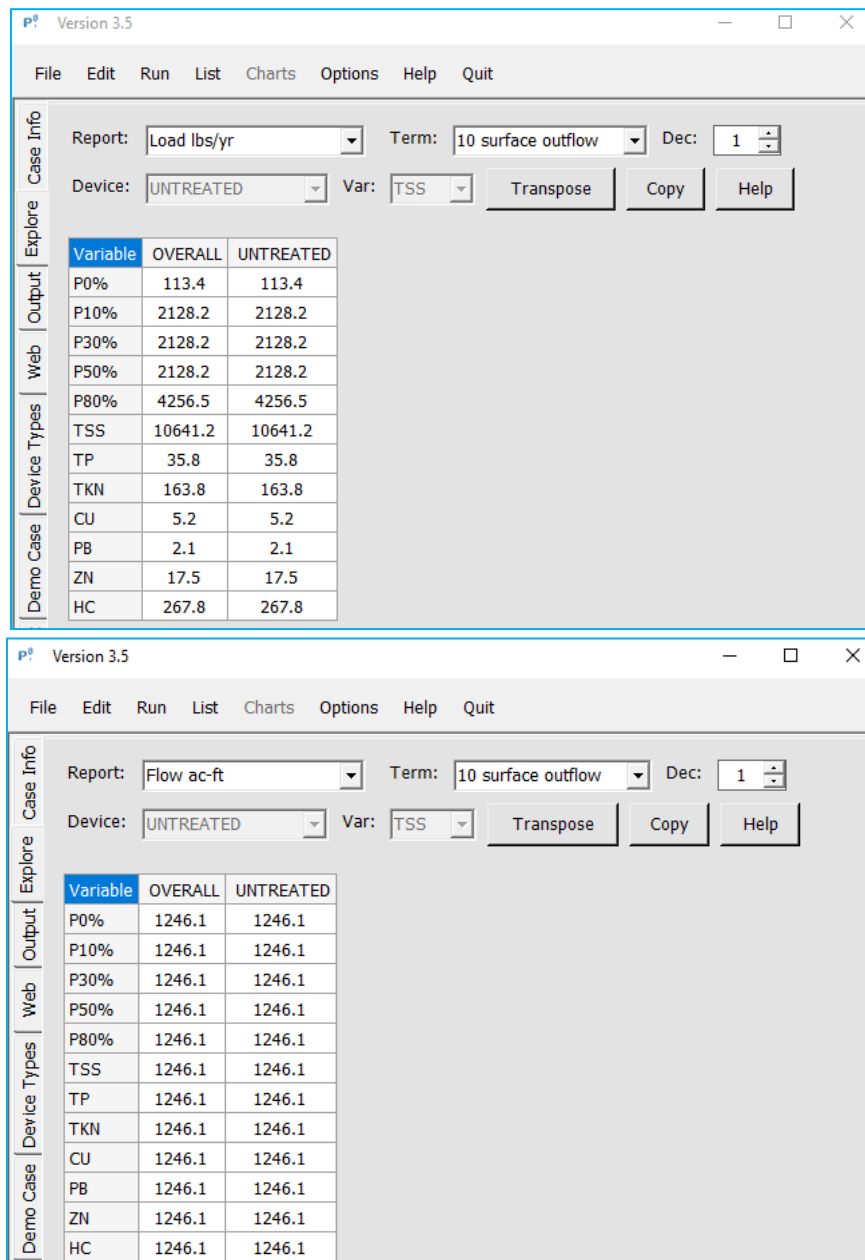 P8 Version 3.5
File Edit Run List Charts Options Help Quit
Case Info
Explore
Output
Web
Device Types
Demo Case
Report: Load lbs/yr Term: 10 surface outflow Dec: 1
Device: UNTREATED Var: TSS Transpose Copy Help
Variable OVERALL UNTREATED
P0% 113.4 113.4
P10% 2128.2 2128.2
P30% 2128.2 2128.2
P50% 2128.2 2128.2
P80% 4256.5 4256.5
TSS 10641.2 10641.2
TP 35.8 35.8
TKN 163.8 163.8
CU 5.2 5.2
PB 2.1 2.1
ZN 17.5 17.5
HC 267.8 267.8
P8 Version 3.5
File Edit Run List Charts Options Help Quit
Case Info
Explore
Output
Web
Device Types
Demo Case
Report: Flow ac-ft Term: 10 surface outflow Dec: 1
Device: UNTREATED Var: TSS Transpose Copy Help
Variable OVERALL UNTREATED
P0% 1246.1 1246.1
P10% 1246.1 1246.1
P30% 1246.1 1246.1
P50% 1246.1 1246.1
P80% 1246.1 1246.1
TSS 1246.1 1246.1
TP 1246.1 1246.1
TKN 1246.1 1246.1
CU 1246.1 1246.1
PB 1246.1 1246.1
ZN 1246.1 1246.1
HC 1246.1 1246.1